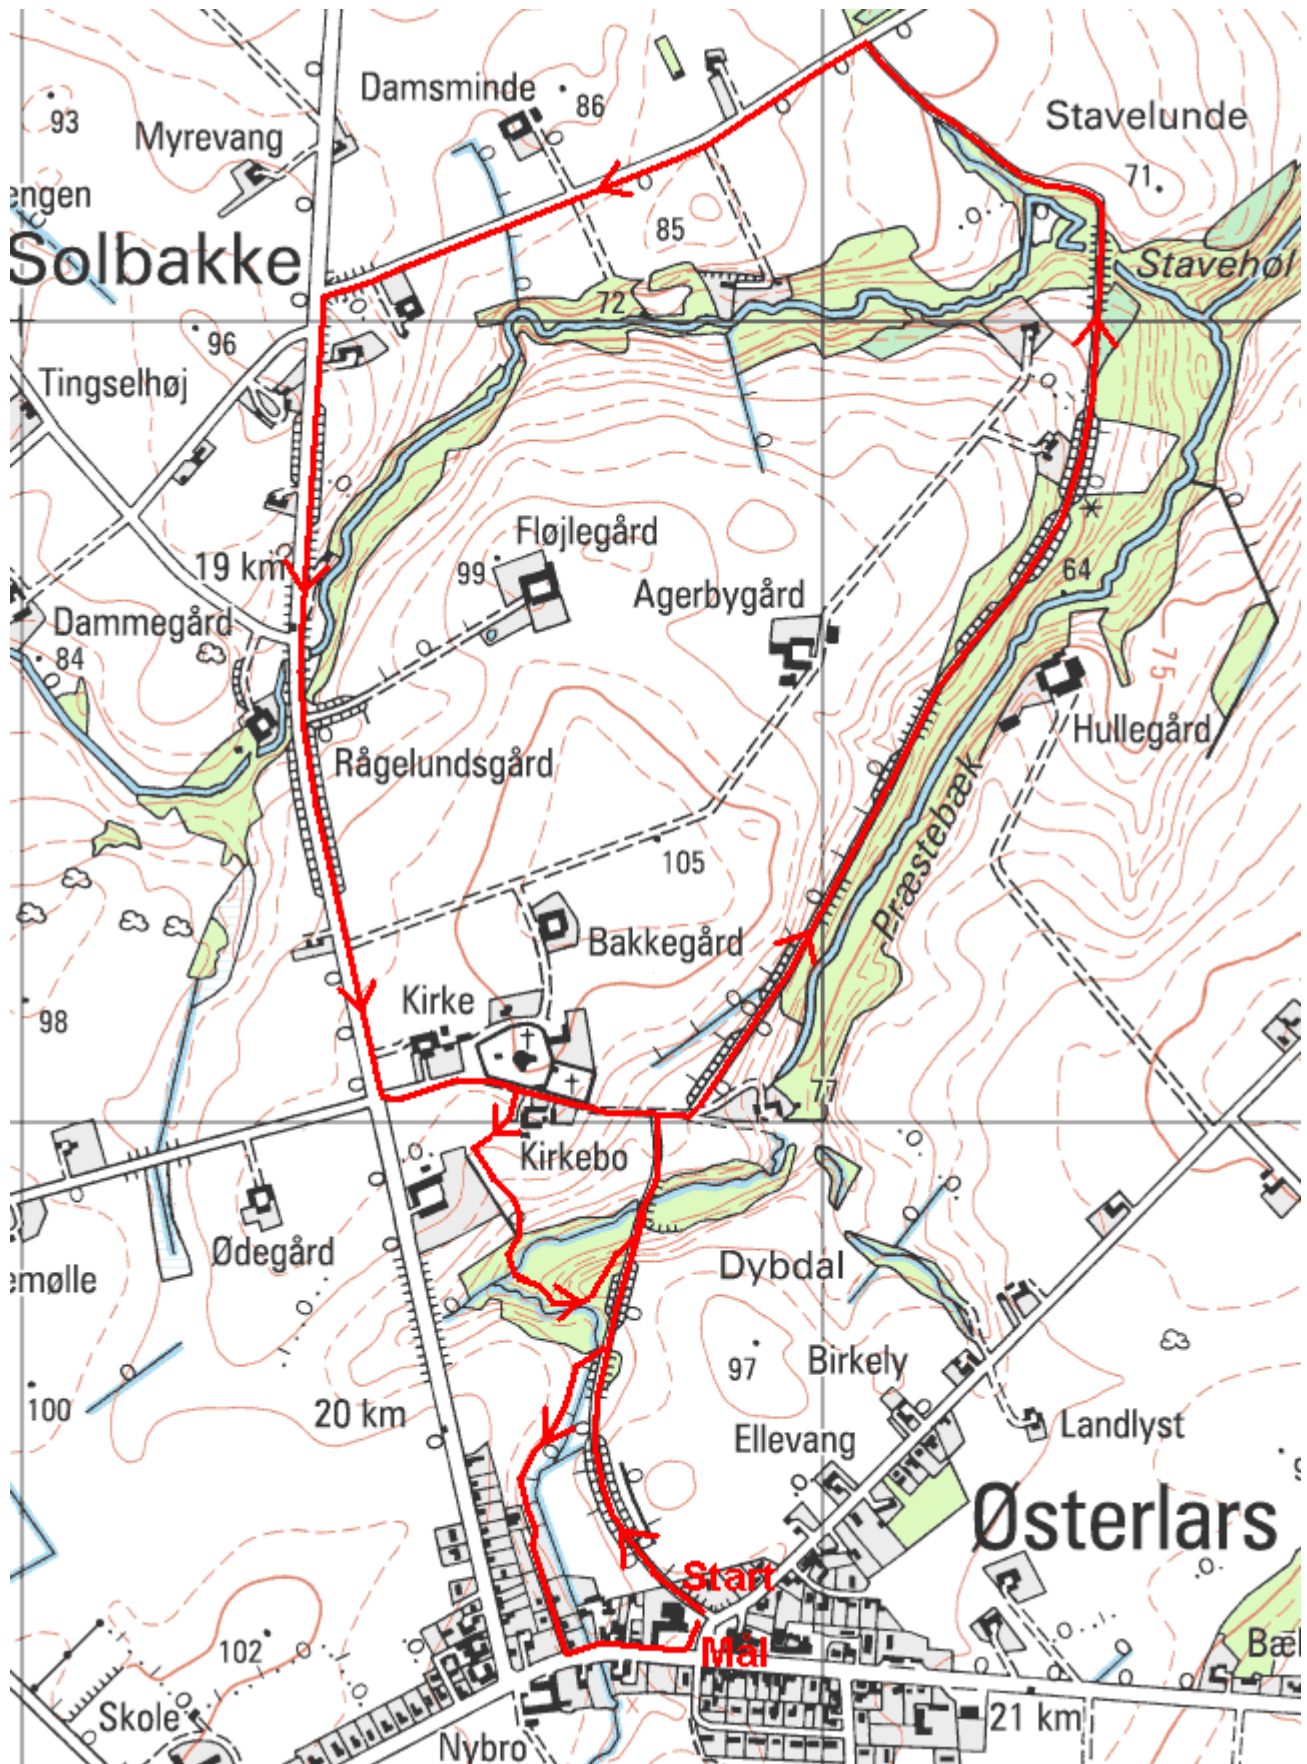 Damsminde
86
93
Myrevang
Stavelunde
71
engen
85
Solbakke
Stavehøl
72
96
Tingselhøj
Fløjlegård
19 km
99
64
Agerbygård
Dammegård
84
75
Hullegård
Rågelundsgård
105
Præstebæk
Bakkegård
Kirke
98
77
Kirkebo
Ødegård
Dybdal
emølle
97
Birkely
100
20 km
Landlyst
Ellevang
9
Østerlars
Start
102
Mål
Bæl
Skole
21 km
Nybro